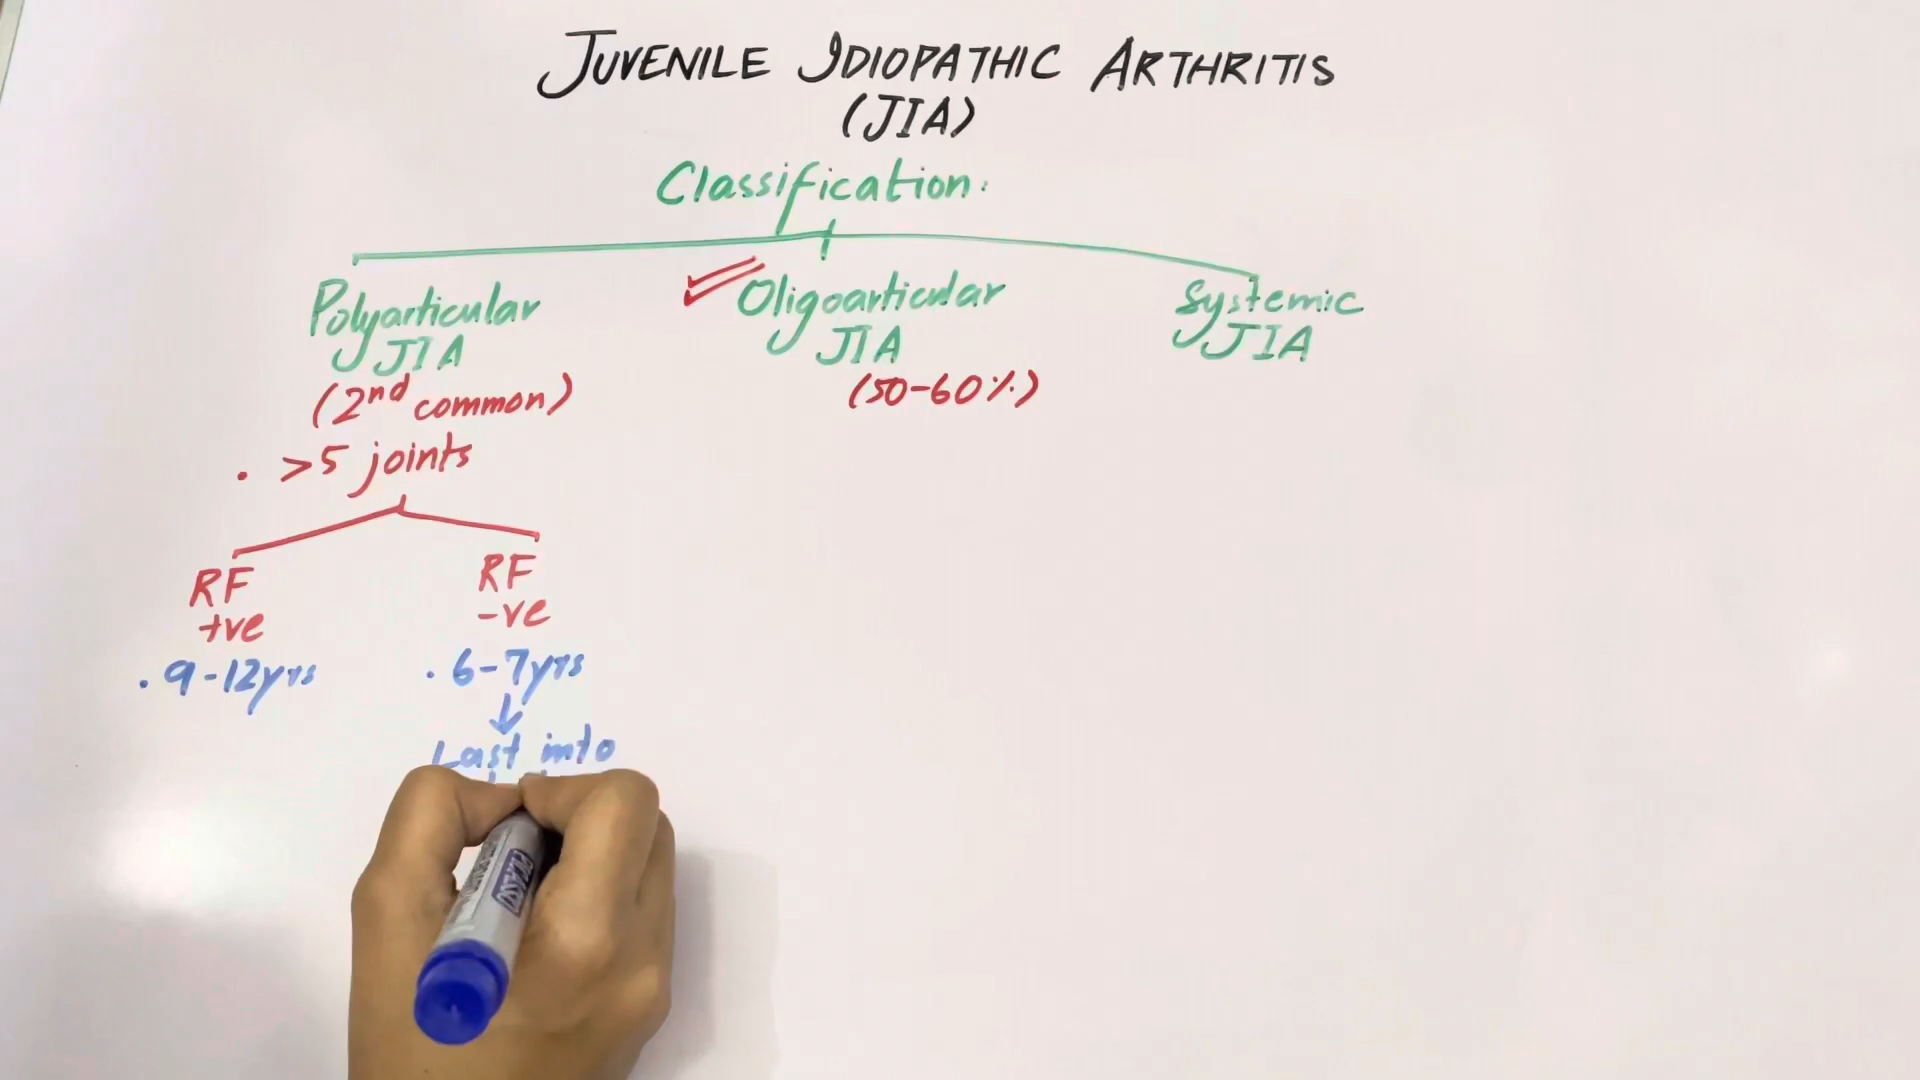 JUVENILE IDIOPATHIC ARTHRITIS
(JIA)
Classification.
Polyarticular
JIA
(2nd common)
. >5 joints
RF
+ve
. 9-12yrs
RF
-ve
. 6-7yrs
↓
Last into
Oligoarticular
JIA
(50-60%)
Systemic
JIA
PICASSO